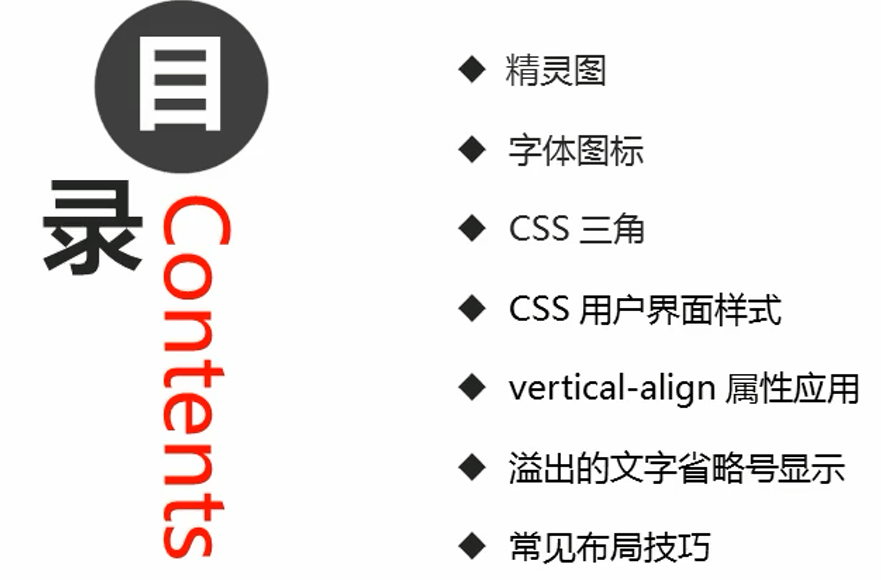 目录
Contents
◆ 精灵图
◆ 字体图标
◆ CSS 三角
◆ CSS 用户界面样式
◆ vertical-align 属性应用
◆ 溢出的文字省略号显示
◆ 常见布局技巧